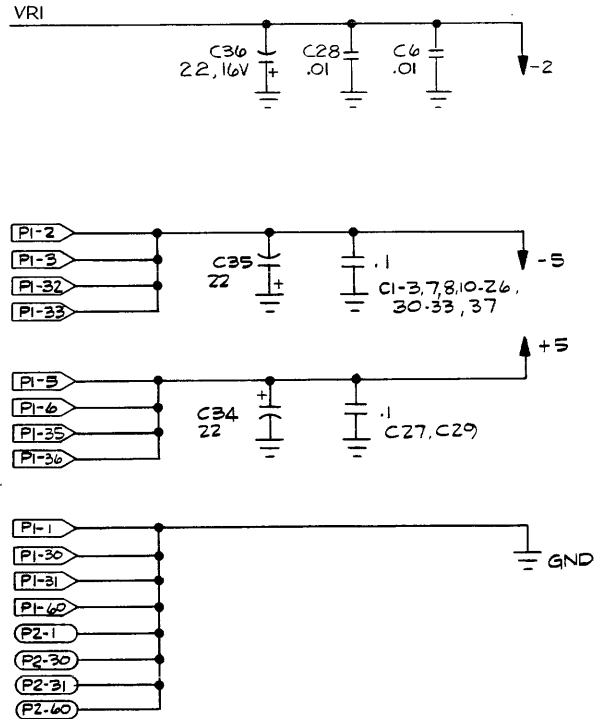 VR1
C36
22, 16V
+
C28
.01
C6
.01
-2
P1-2
P1-3
P1-32
P1-33
C35
22
+
.1
C1-3,7,8,10-26,
30-33, 37
-5
+5
P1-5
P1-6
P1-35
P1-36
+
C34
22
.1
C27, C29
P1-1
P1-30
P1-31
P1-60
P2-1
P2-30
P2-31
P2-60
GND